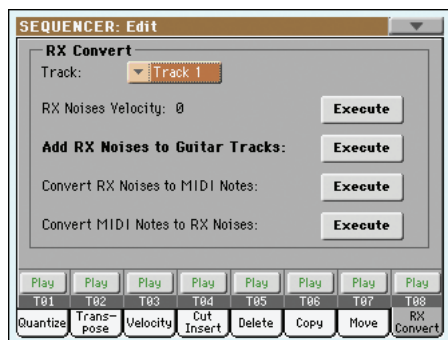 SEQUENCER: Edit
RX Convert
Track: Track 1
RX Noises Velocity: 0 Execute
Add RX Noises to Guitar Tracks: Execute
Convert RX Noises to MIDI Notes: Execute
Convert MIDI Notes to RX Noises: Execute
Play Play Play Play Play Play Play Play
T01 T02 T03 T04 T05 T06 T07 T08
Quantize Trans-pose Velocity Cut Insert Delete Copy Move RX Convert